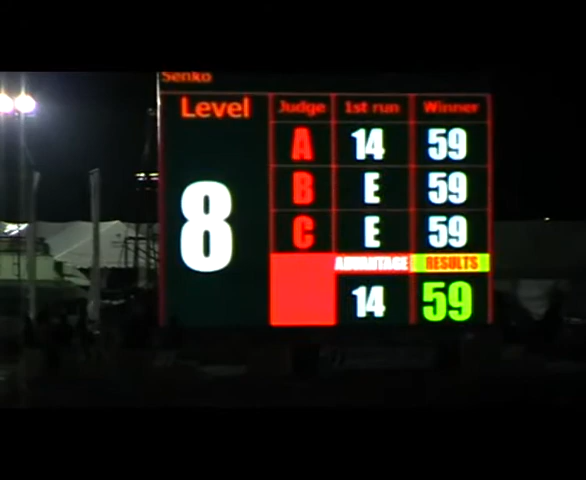 Senko
Level Judge 1st run Winner
A 14 59
B E 59
8
C E 59
ADVANTAGE RESULTS
14 59